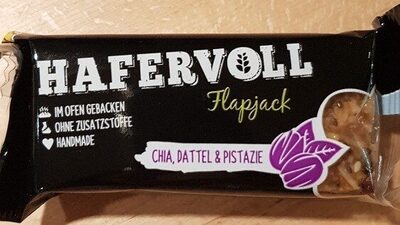 HAFERVOLL
Flapjack
IM OFEN GEBACKEN
OHNE ZUSATZSTOFFE
HANDMADE
CHIA, DATTEL & PISTAZIE